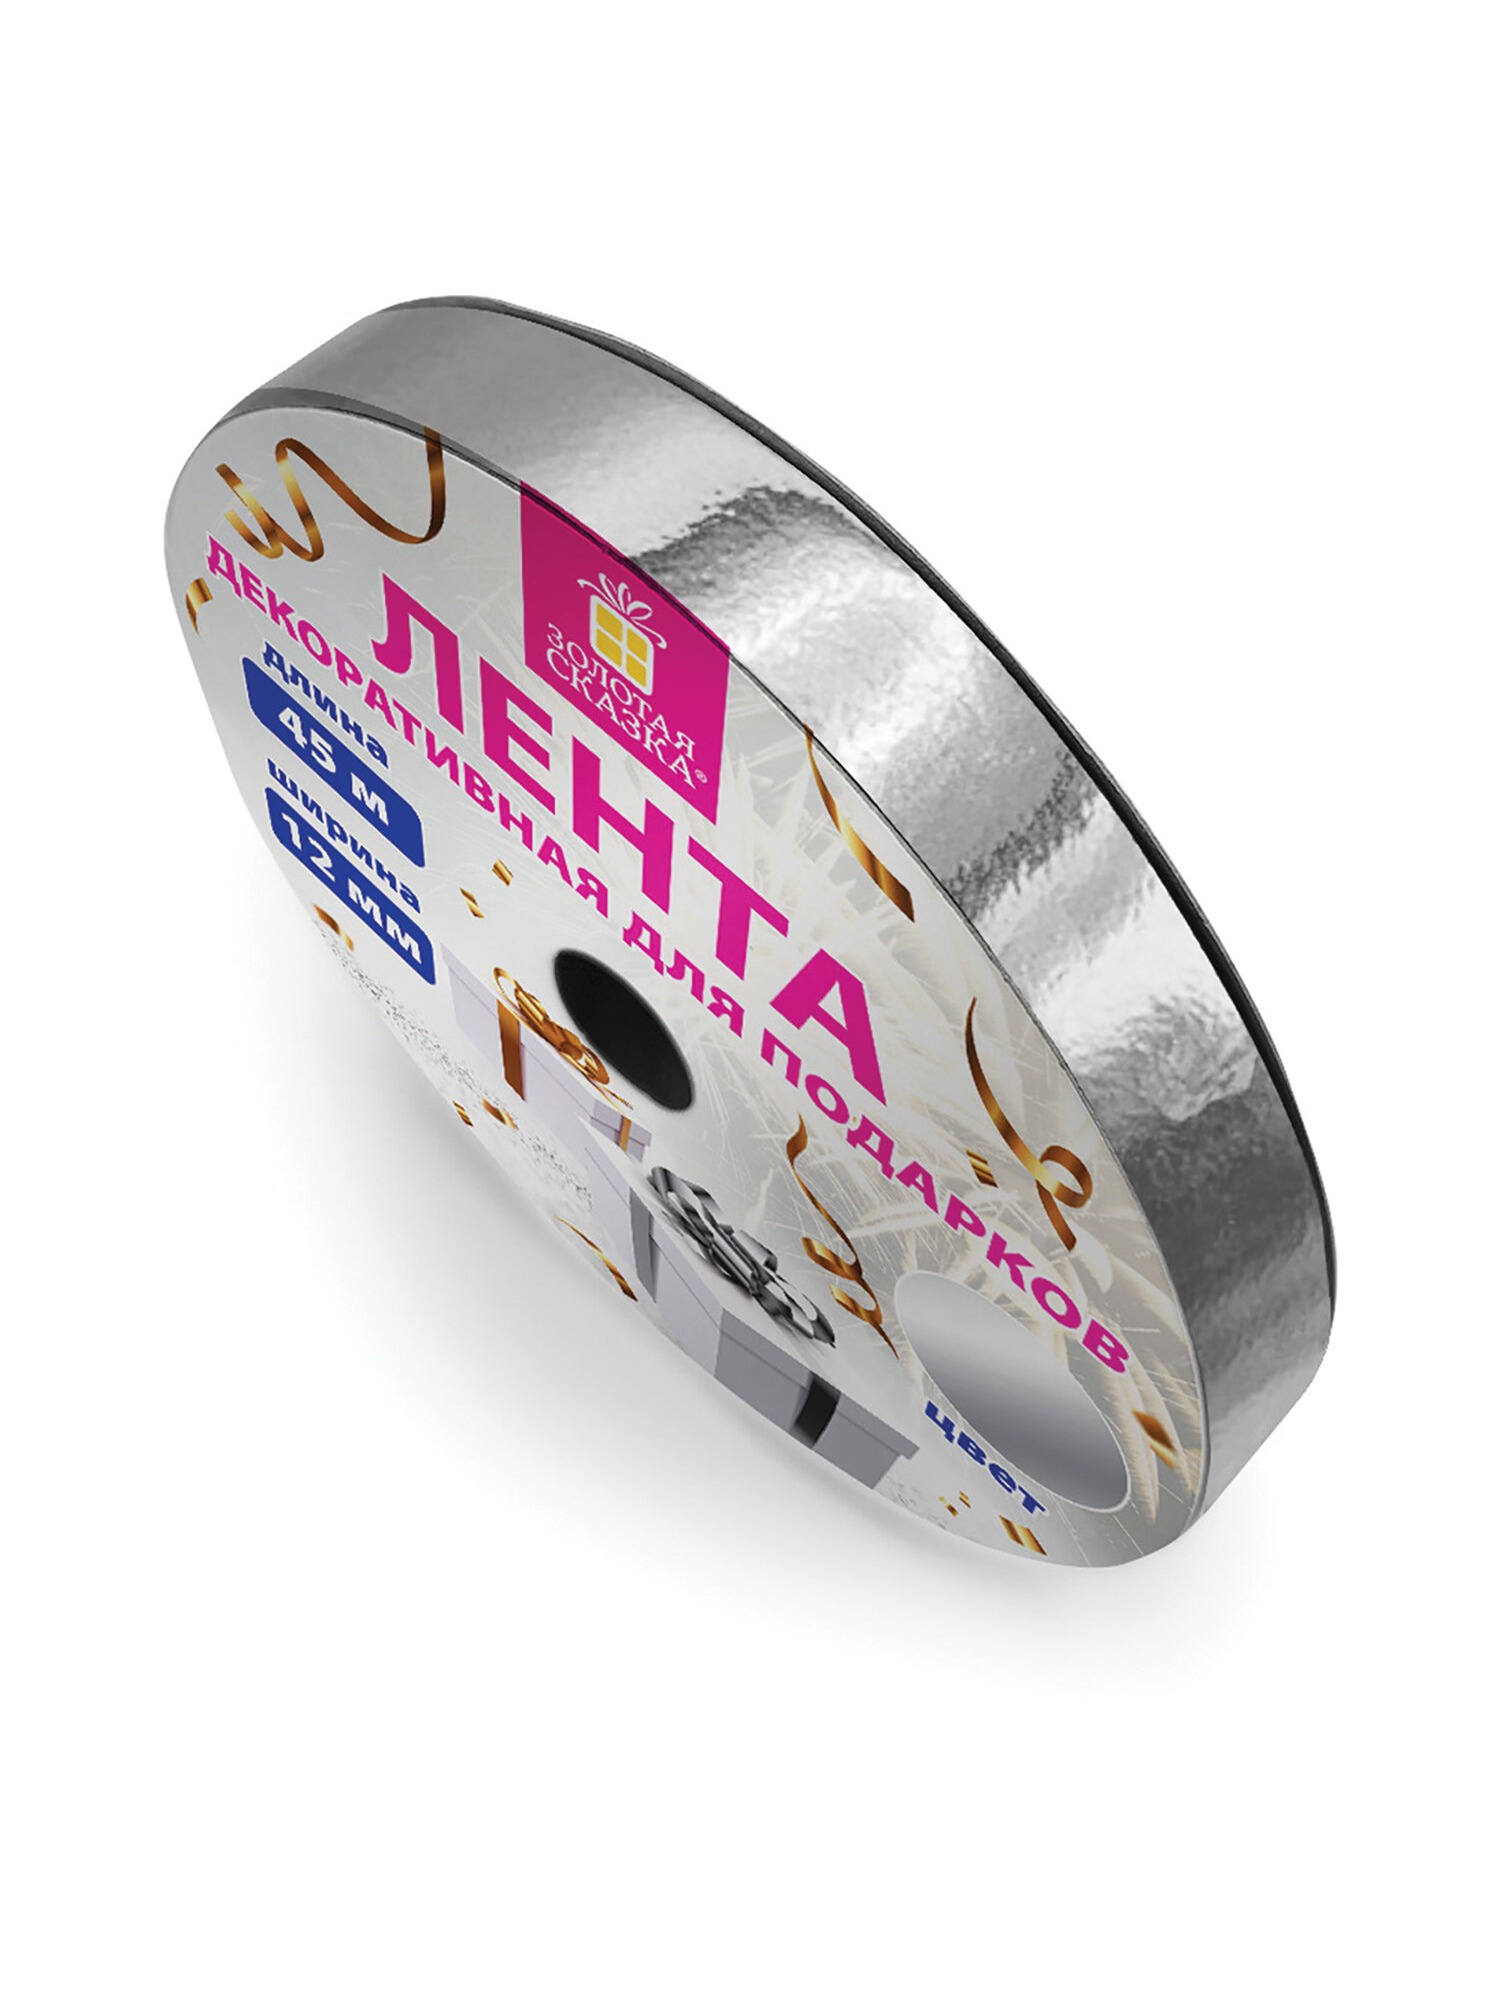 ЗОЛОТАЯ
СКАЗКА®
ЛЕНТА
ДЕКОРАТИВНАЯ ДЛЯ ПОДАРКОВ
длина
45 м
ширина
12 мм
цвет